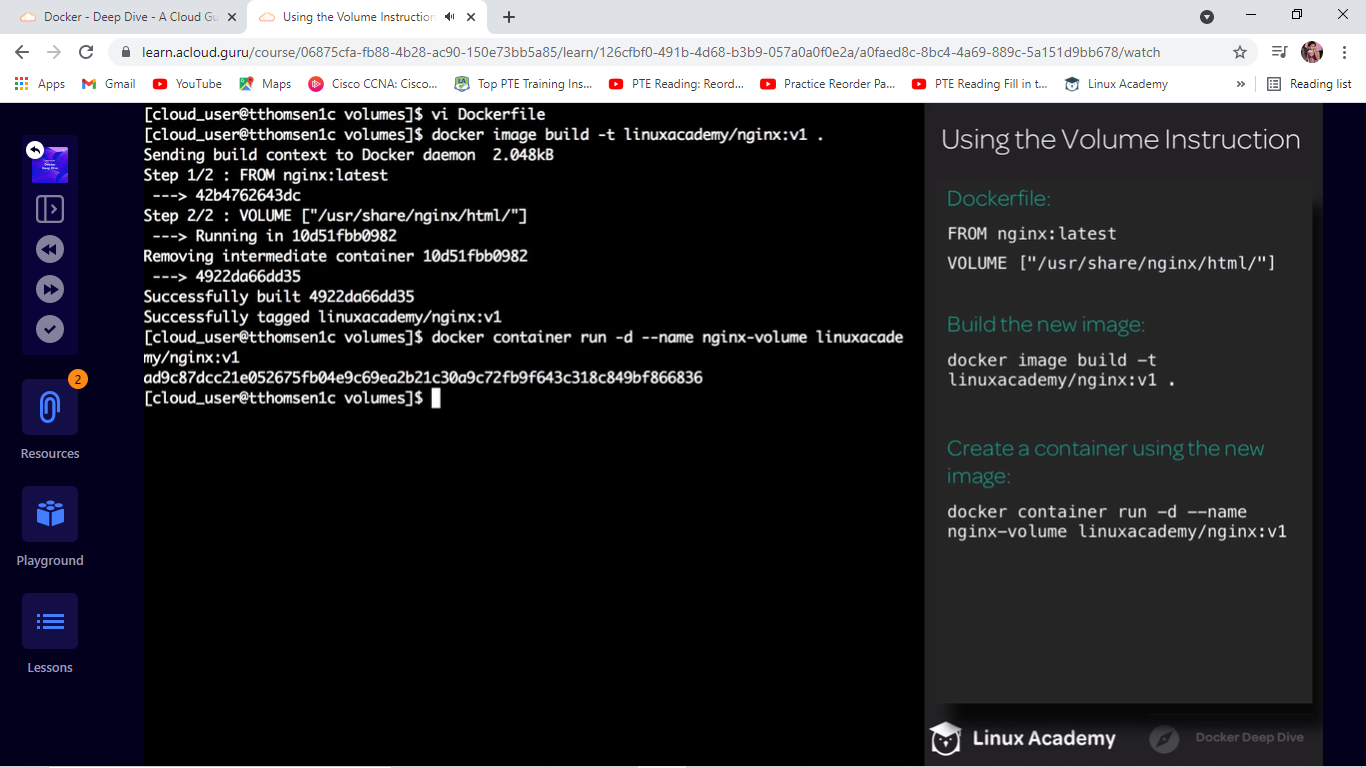 Docker - Deep Dive - A Cloud Gu
Using the Volume Instruction
learn.acloud.guru/course/06875cfa-fb88-4b28-ac90-150e73bb5a85/learn/126cfbf0-491b-4d68-b3b9-057a0a0f0e2a/a0faed8c-8bc4-4a69-889c-5a151d9bb678/watch
Apps
Gmail
YouTube
Maps
Cisco CCNA: Cisco...
Top PTE Training Ins...
PTE Reading: Reord...
Practice Reorder Pa...
PTE Reading Fill in t...
Linux Academy
»
Reading list
2
Resources
Playground
Lessons
[cloud_user@tthomsen1c volumes]$ vi Dockerfile
[cloud_user@tthomsen1c volumes]$ docker image build -t linuxacademy/nginx:v1 .
Sending build context to Docker daemon  2.048kB
Step 1/2 : FROM nginx:latest
 ---> 42b4762643dc
Step 2/2 : VOLUME ["/usr/share/nginx/html/"]
 ---> Running in 10d51fbb0982
Removing intermediate container 10d51fbb0982
 ---> 4922da66dd35
Successfully built 4922da66dd35
Successfully tagged linuxacademy/nginx:v1
[cloud_user@tthomsen1c volumes]$ docker container run -d --name nginx-volume linuxacade
my/nginx:v1
ad9c87dcc21e052675fb04e9c69ea2b21c30a9c72fb9f643c318c849bf866836
[cloud_user@tthomsen1c volumes]$
Using the Volume Instruction
Dockerfile:
FROM nginx:latest
VOLUME ["/usr/share/nginx/html/"]
Build the new image:
docker image build -t
linuxacademy/nginx:v1 .
Create a container using the new
image:
docker container run -d --name
nginx-volume linuxacademy/nginx:v1
Linux Academy
Docker Deep Dive